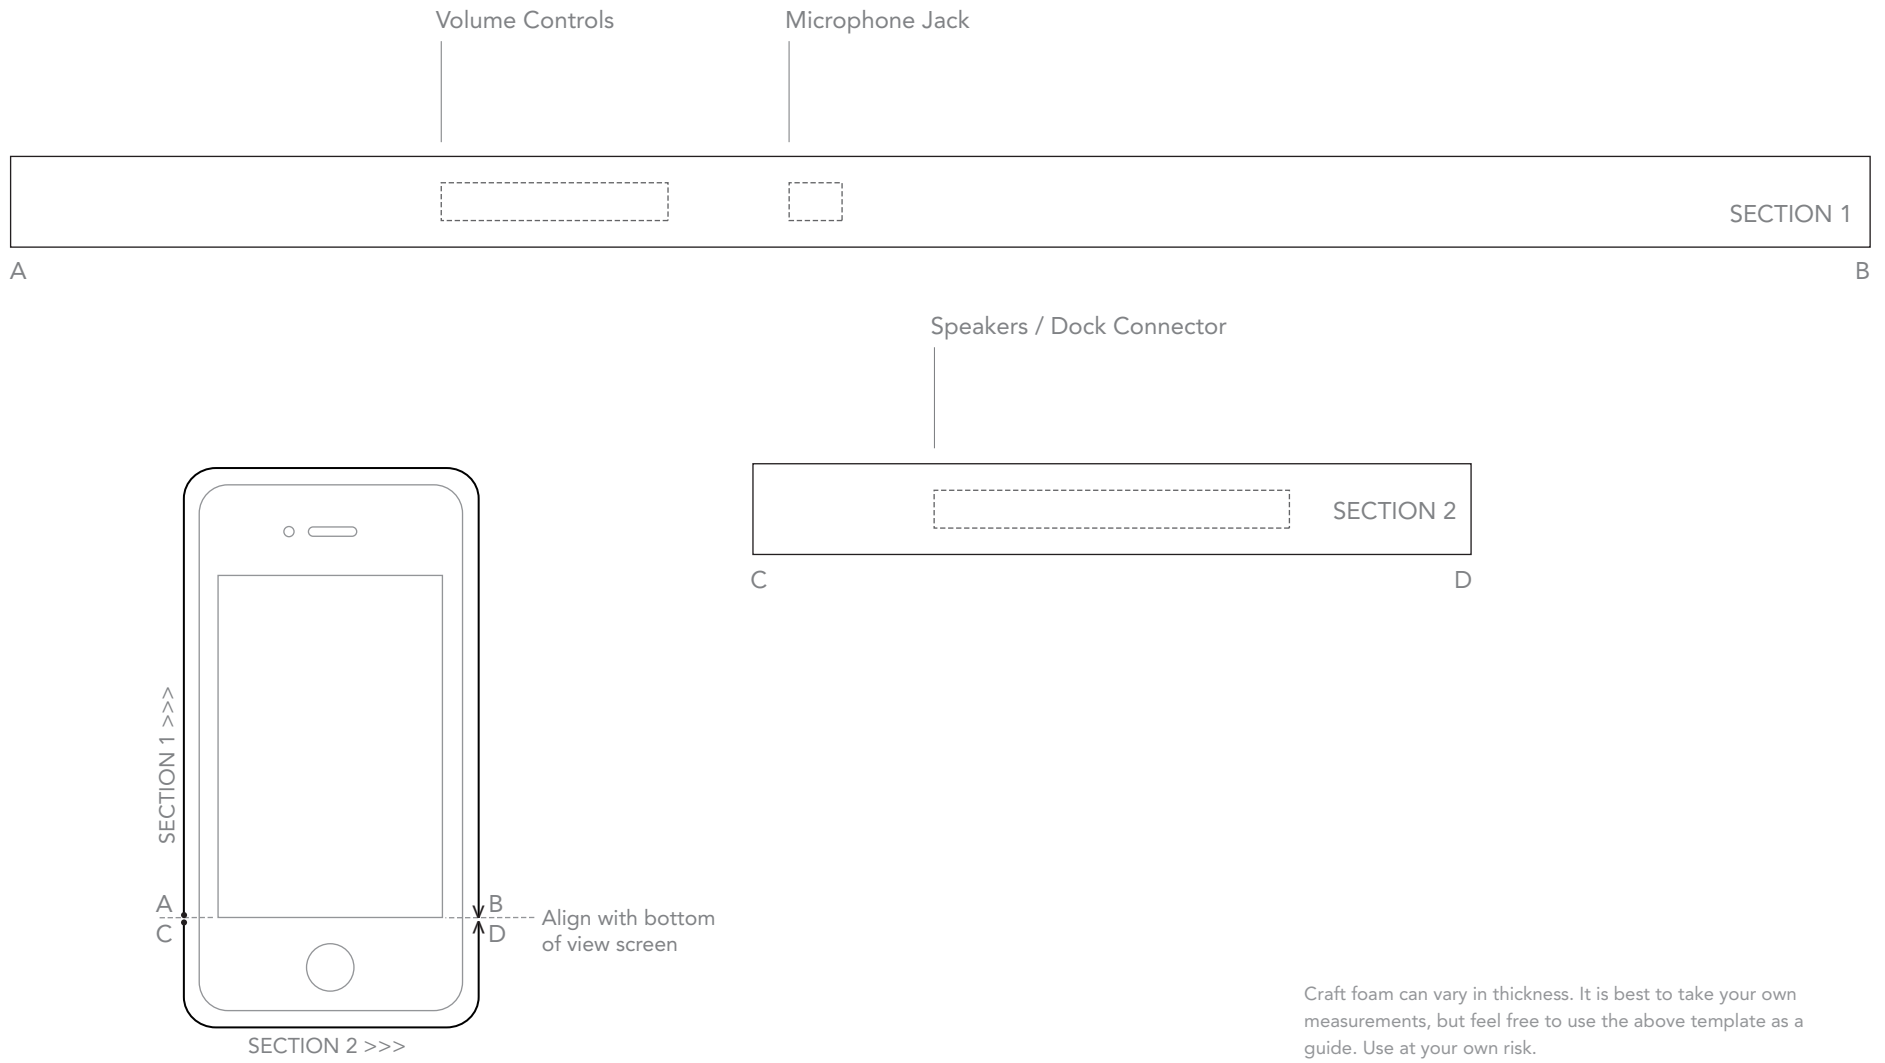 Volume Controls
Microphone Jack
SECTION 1
A
B
Speakers / Dock Connector
SECTION 2
C
D
SECTION 1 >>>
A
B
C
D
Align with bottom
of view screen
SECTION 2 >>>
Craft foam can vary in thickness. It is best to take your own
measurements, but feel free to use the above template as a
guide. Use at your own risk.